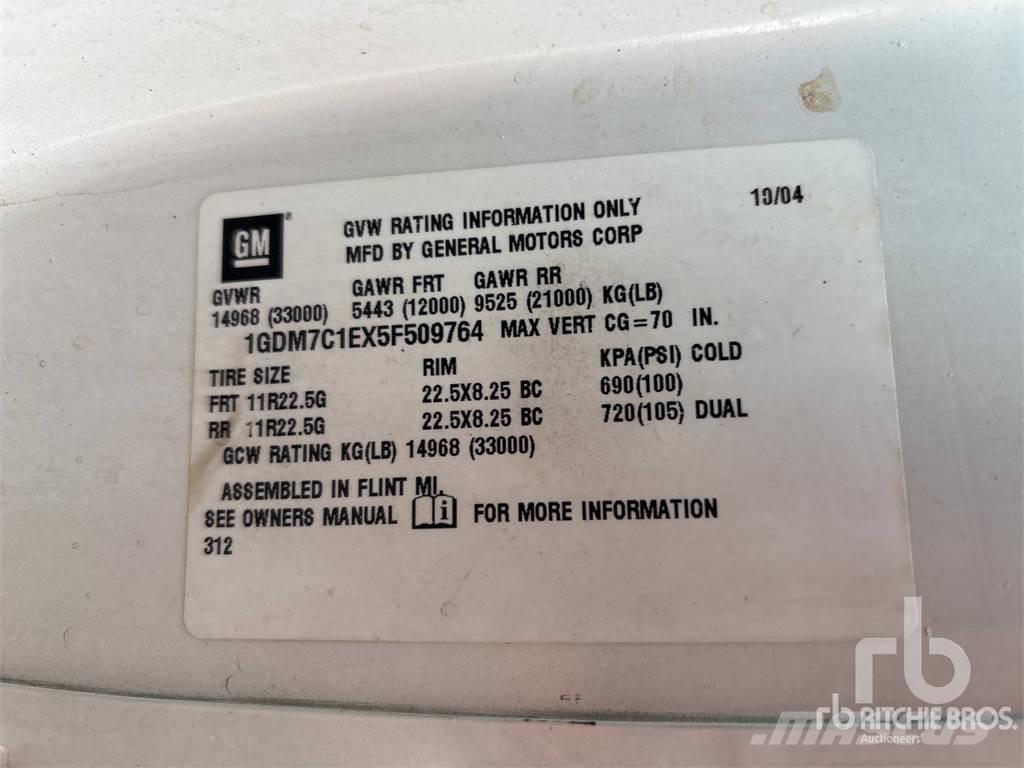 GM ® GVW RATING INFORMATION ONLY 10/04
MFD BY GENERAL MOTORS CORP
GVWR GAWR FRT GAWR RR
14968 (33000) 5443 (12000) 9525 (21000) KG(LB)
1GDM7C1EX5F509764 MAX VERT CG=70 IN.
TIRE SIZE RIM KPA(PSI) COLD
FRT 11R22.5G 22.5X8.25 BC 690(100)
RR 11R22.5G 22.5X8.25 BC 720(105) DUAL
GCW RATING KG(LB) 14968 (33000)
ASSEMBLED IN FLINT MI.
SEE OWNERS MANUAL i FOR MORE INFORMATION
312
rb
rb RITCHIE BROS.
Auctioneers